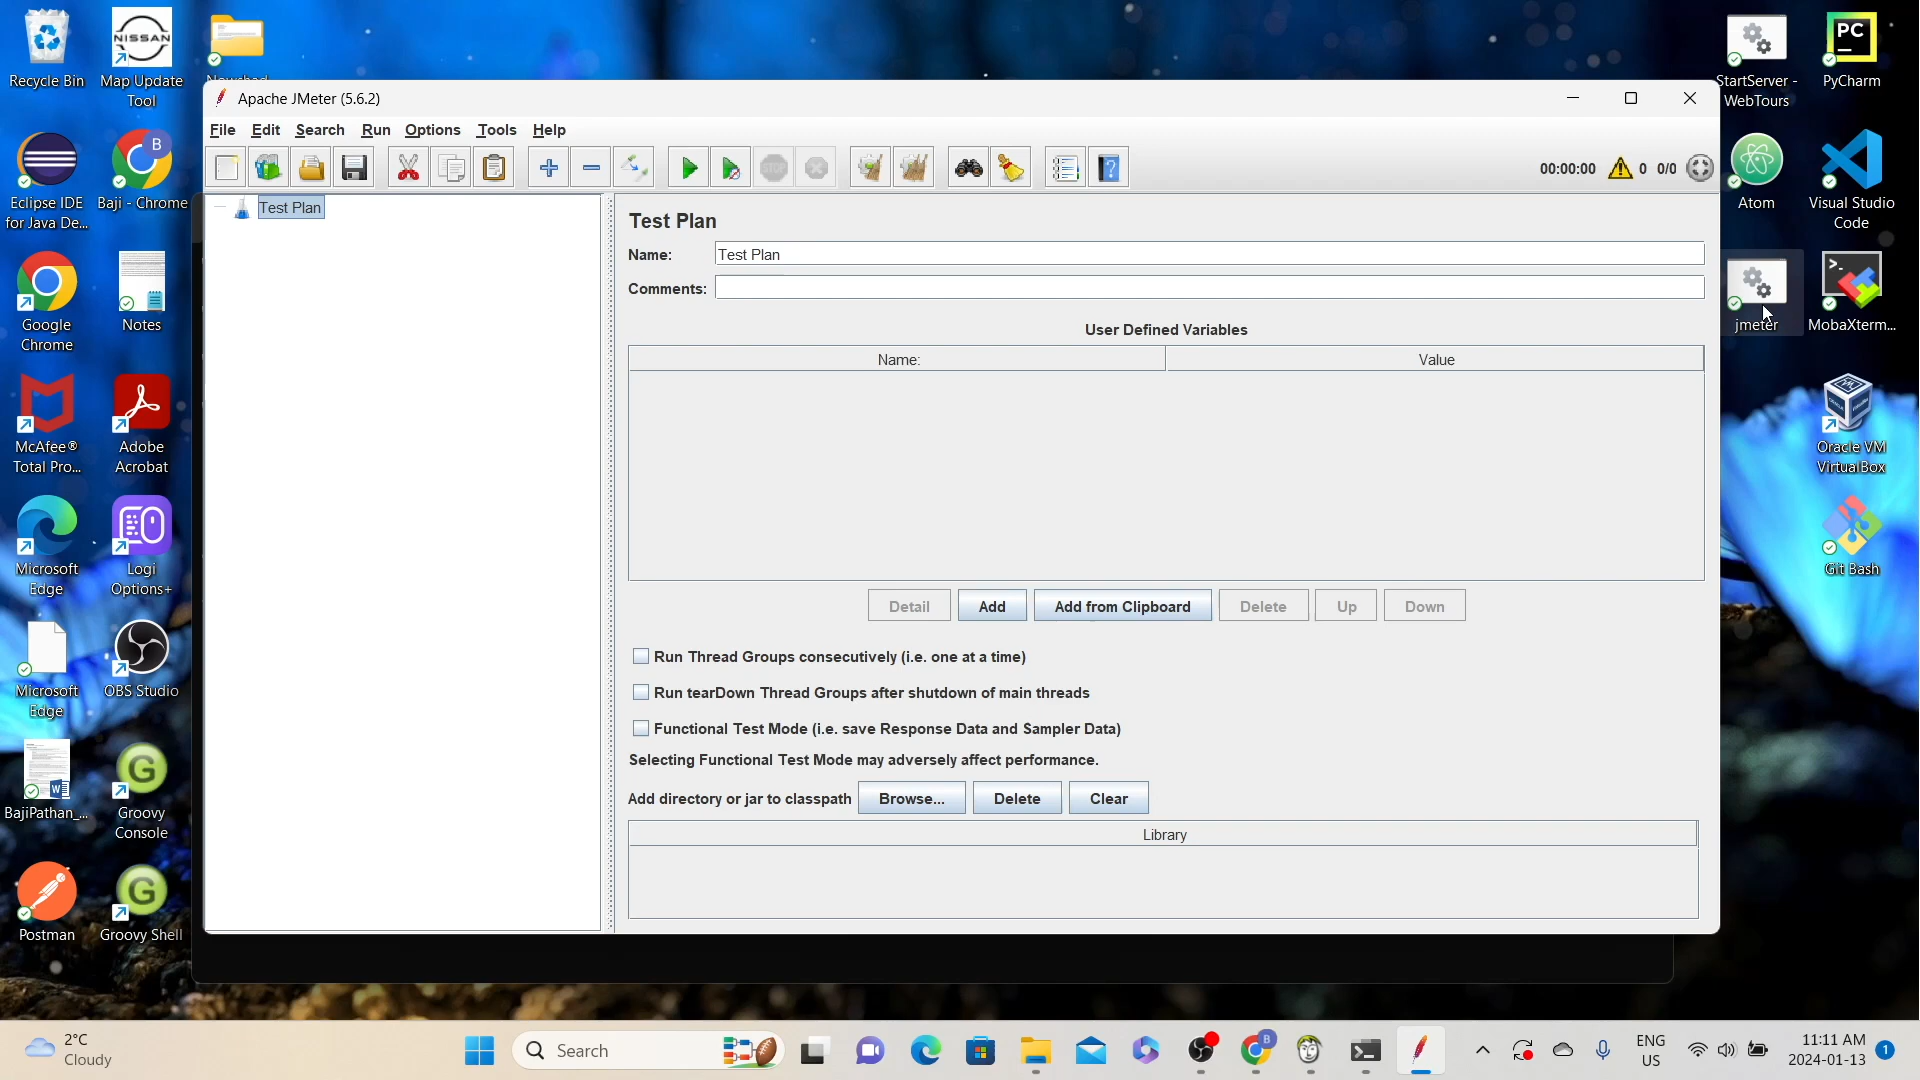 Recycle Bin
Map Update
Tool
Eclipse IDE
for Java De...
Baji - Chrome
Google
Chrome
Notes
McAfee®
Total Pro...
Adobe
Acrobat
Microsoft
Edge
Logi
Options+
Microsoft
Edge
OBS Studio
BajiPathan_...
Groovy
Console
Postman
Groovy Shell
NISSAN
Apache JMeter (5.6.2)
File Edit Search Run Options Tools Help
00:00:00 0 0/0
Test Plan
Test Plan
Name: Test Plan
Comments:
User Defined Variables
Name: Value
Detail Add Add from Clipboard Delete Up Down
Run Thread Groups consecutively (i.e. one at a time)
Run tearDown Thread Groups after shutdown of main threads
Functional Test Mode (i.e. save Response Data and Sampler Data)
Selecting Functional Test Mode may adversely affect performance.
Add directory or jar to classpath Browse... Delete Clear
Library
StartServer -
WebTours
PC
PyCharm
Atom
Visual Studio
Code
jmeter
MobaXterm...
Oracle VM
VirtualBox
Git Bash
2°C
Cloudy
Search
ENG
US
11:11 AM
2024-01-13
1